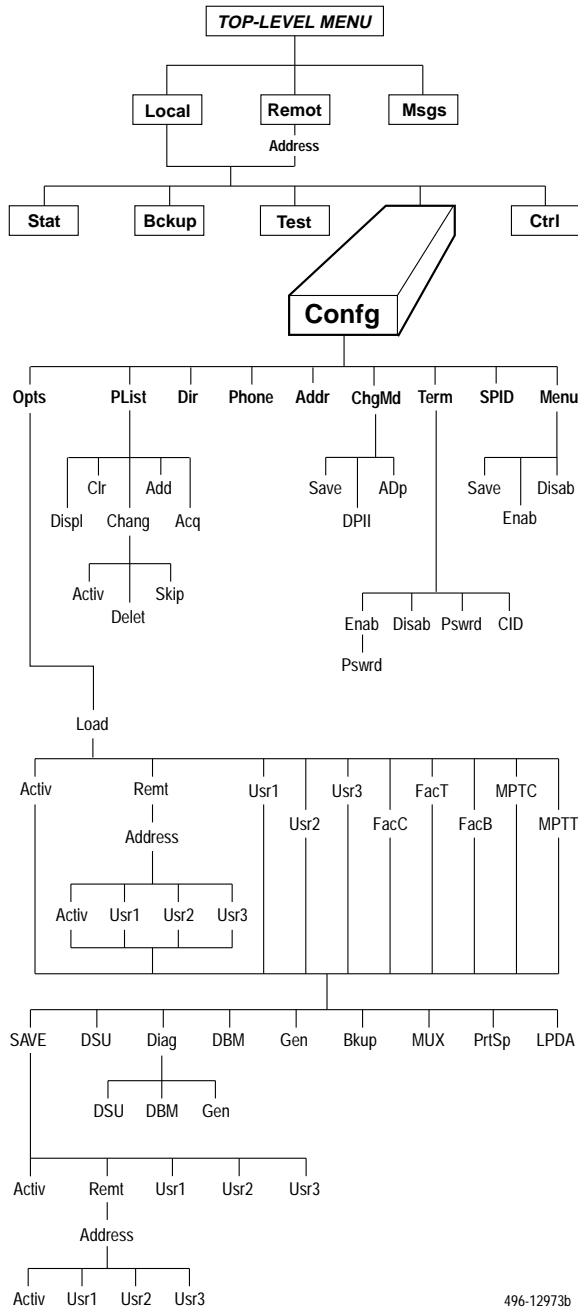 TOP-LEVEL MENU
Local Remot Msgs
Address
Stat Bckup Test Ctrl
Confg
Opts PList Dir Phone Addr ChgMd Term SPID Menu
Clr Add Save ADp Save Disab
Displ Chang Acq DPII Enab
Activ Skip
Delet
Enab Disab Pswrd CID
Pswrd
Load
Activ Remt Usr1 Usr3 FacT MPTC
Usr2 FacC FacB MPTT
Address
Activ Usr1 Usr2 Usr3
SAVE DSU Diag DBM Gen Bkup MUX PrtSp LPDA
DSU DBM Gen
Activ Remt Usr1 Usr2 Usr3
Address
Activ Usr1 Usr2 Usr3
496-12973b